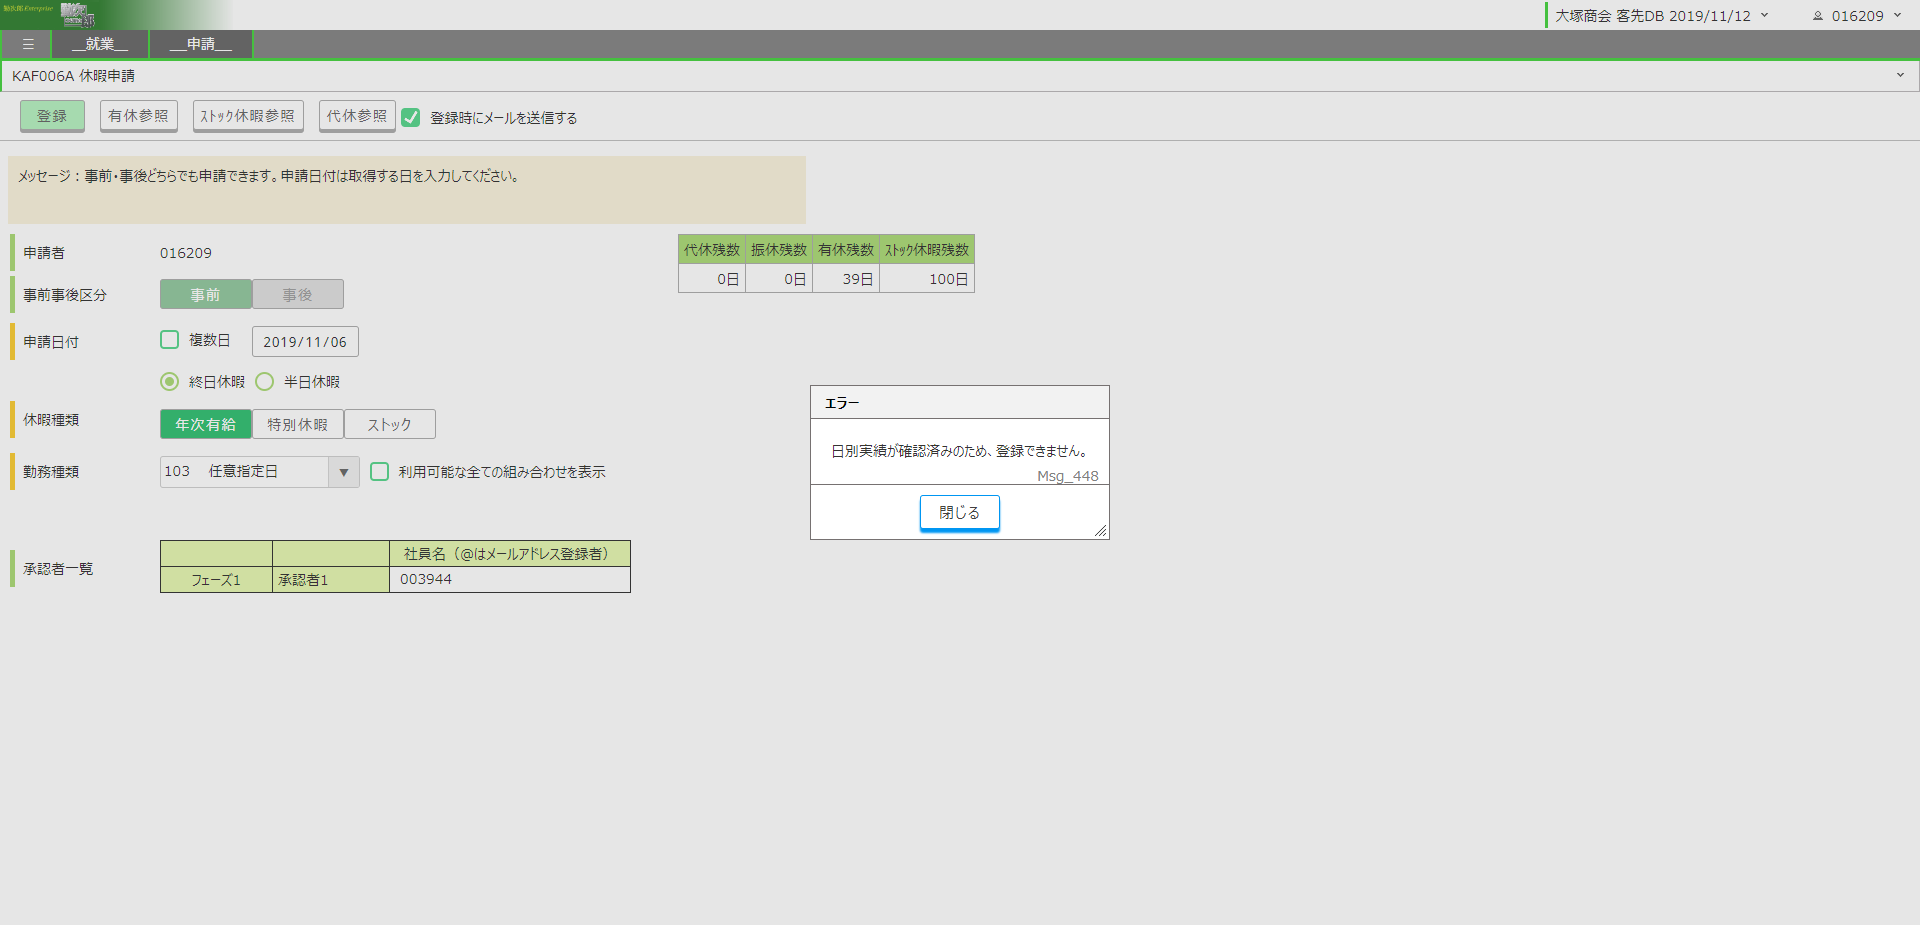 勤次郎 Enterprise
大塚商会 客先DB 2019/11/12
016209
__就業__
__申請__
KAF006A 休暇申請
登録
有休参照
ｽﾄｯｸ休暇参照
代休参照
登録時にメールを送信する
メッセージ：事前・事後どちらでも申請できます。申請日付は取得する日を入力してください。
申請者
016209
代休残数 振休残数 有休残数 ｽﾄｯｸ休暇残数
0日 0日 39日 100日
事前事後区分
事前
事後
申請日付
複数日
2019/11/06
終日休暇
半日休暇
休暇種類
年次有給
特別休暇
ストック
勤務種類
103 任意指定日
利用可能な全ての組み合わせを表示
承認者一覧
社員名（@はメールアドレス登録者）
フェーズ1 承認者1 003944
エラー
日別実績が確認済みのため、登録できません。
Msg_448
閉じる